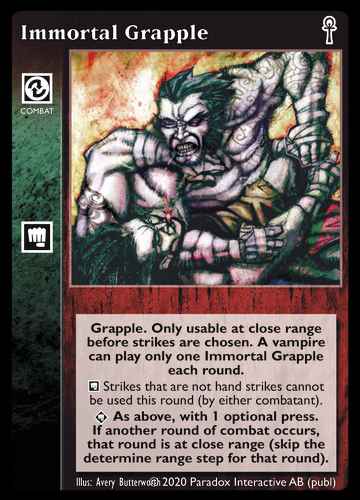 Immortal Grapple
COMBAT
Grapple. Only usable at close range
before strikes are chosen. A vampire
can play only one Immortal Grapple
each round.
Strikes that are not hand strikes cannot
be used this round (by either combatant).
As above, with 1 optional press.
If another round of combat occurs,
that round is at close range (skip the
determine range step for that round).
Illus: Avery Butterworth © 2020 Paradox Interactive AB (publ)